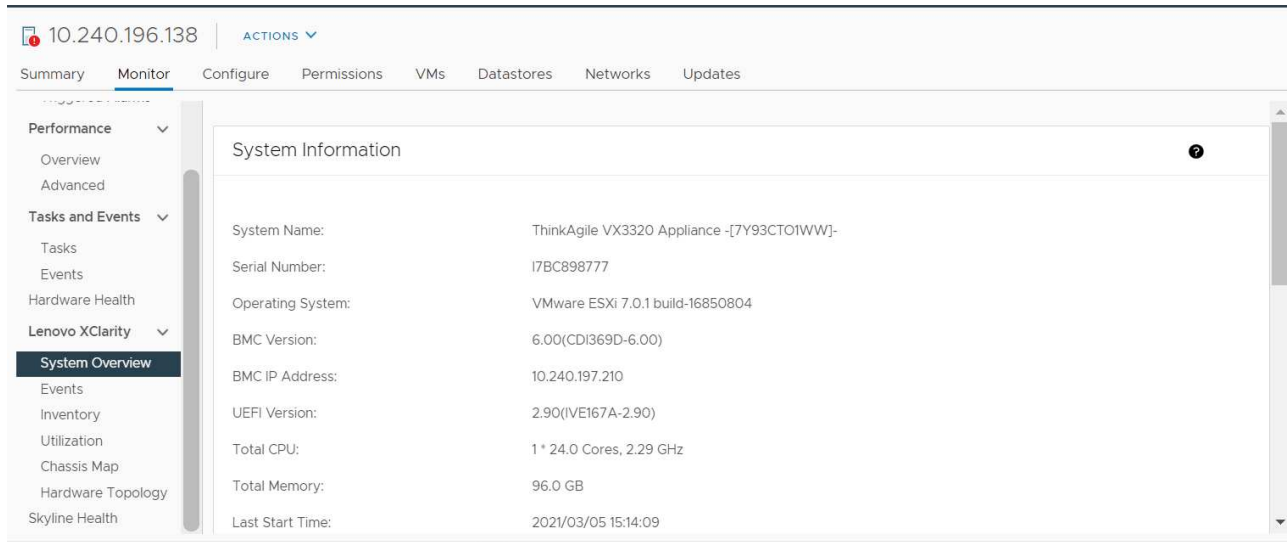 10.240.196.138 ACTIONS
Summary Monitor Configure Permissions VMs Datastores Networks Updates
Performance
Overview
Advanced
Tasks and Events
Tasks
Events
Hardware Health
Lenovo XClarity
System Overview
Events
Inventory
Utilization
Chassis Map
Hardware Topology
Skyline Health
System Information
System Name: ThinkAgile VX3320 Appliance -[7Y93CTO1WW]-
Serial Number: I7BC898777
Operating System: VMware ESXi 7.0.1 build-16850804
BMC Version: 6.00(CDI369D-6.00)
BMC IP Address: 10.240.197.210
UEFI Version: 2.90(IVE167A-2.90)
Total CPU: 1 * 24.0 Cores, 2.29 GHz
Total Memory: 96.0 GB
Last Start Time: 2021/03/05 15:14:09